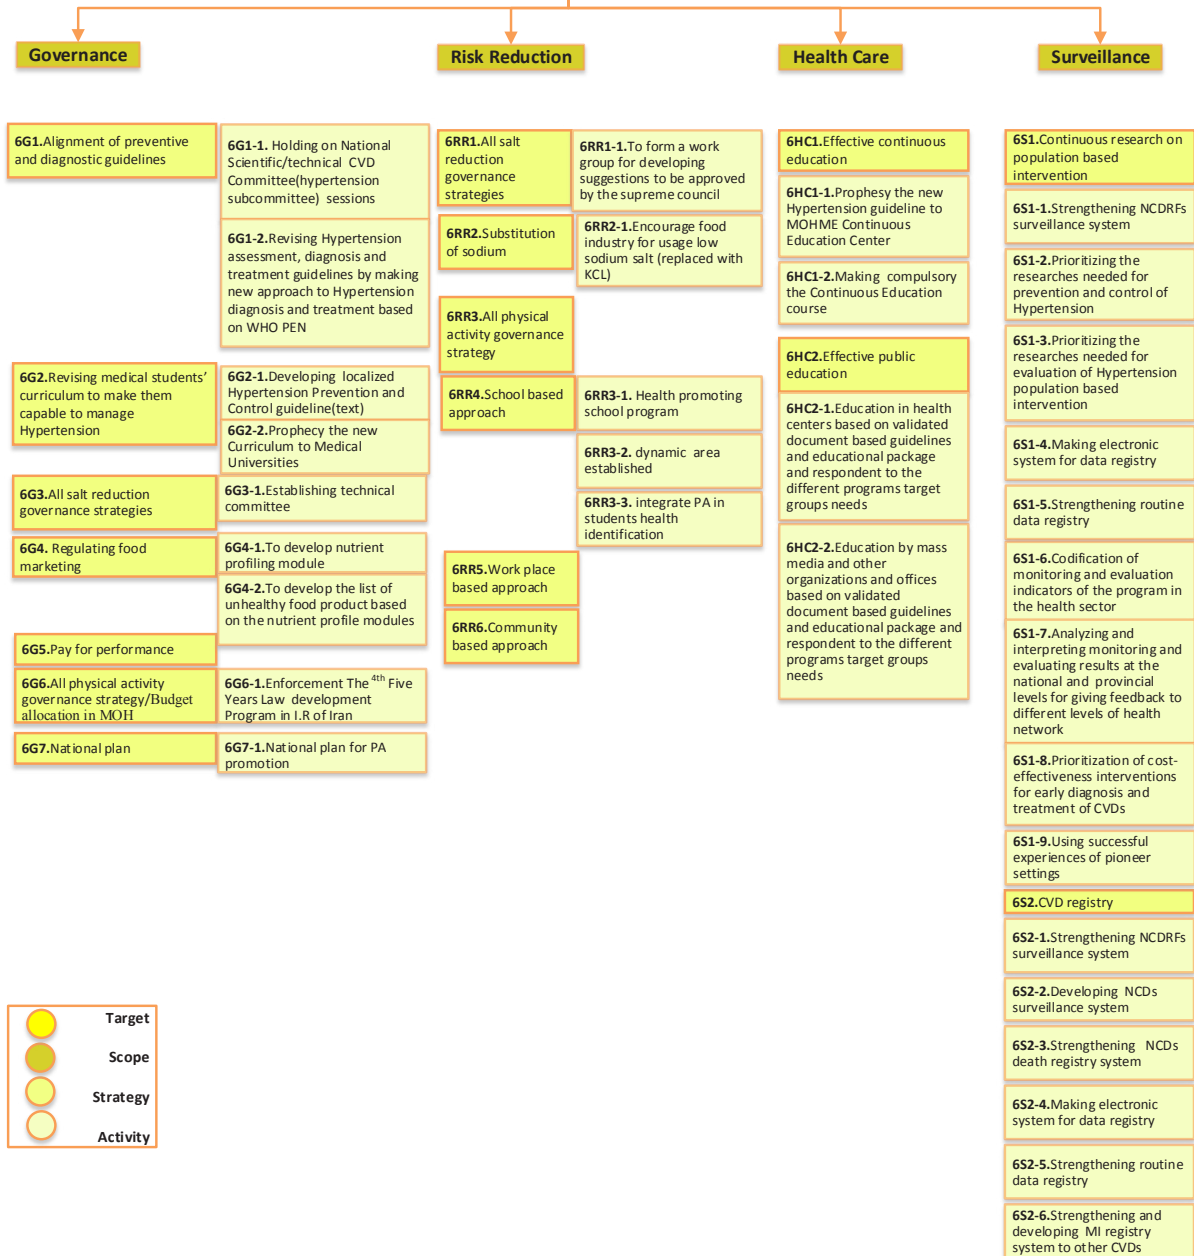 Governance
Risk Reduction
Health Care
Surveillance
6G1.Alignment of preventive
and diagnostic guidelines
6G1-1. Holding on National
Scientific/technical CVD
Committee(hypertension
subcommittee) sessions
6G1-2.Revising Hypertension
assessment, diagnosis and
treatment guidelines by making
new approach to Hypertension
diagnosis and treatment based
on WHO PEN
6G2.Revising medical students’
curriculum to make them
capable to manage
Hypertension
6G2-1.Developing localized
Hypertension Prevention and
Control guideline(text)
6G2-2.Prophecy the new
Curriculum to Medical
Universities
6G3.All salt reduction
governance strategies
6G3-1.Establishing technical
committee
6G4. Regulating food
marketing
6G4-1.To develop nutrient
profiling module
6G4-2.To develop the list of
unhealthy food product based
on the nutrient profile modules
6G5.Pay for performance
6G6.All physical activity
governance strategy/Budget
allocation in MOH
6G6-1.Enforcement The 4th Five
Years Law development
Program in I.R of Iran
6G7.National plan
6G7-1.National plan for PA
promotion
6RR1.All salt
reduction
governance
strategies
6RR1-1.To form a work
group for developing
suggestions to be approved
by the supreme council
6RR2.Substitution
of sodium
6RR2-1.Encourage food
industry for usage low
sodium salt (replaced with
KCL)
6RR3.All physical
activity governance
strategy
6RR4.School based
approach
6RR3-1. Health promoting
school program
6RR3-2. dynamic area
established
6RR3-3. integrate PA in
students health
identification
6RR5.Work place
based approach
6RR6.Community
based approach
6HC1.Effective continuous
education
6HC1-1.Prophesy the new
Hypertension guideline to
MOHME Continuous
Education Center
6HC1-2.Making compulsory
the Continuous Education
course
6HC2.Effective public
education
6HC2-1.Education in health
centers based on validated
document based guidelines
and educational package
and respondent to the
different programs target
groups needs
6HC2-2.Education by mass
media and other
organizations and offices
based on validated
document based guidelines
and educational package and
respondent to the different
programs target groups
needs
6S1.Continuous research on
population based
intervention
6S1-1.Strengthening NCDRFs
surveillance system
6S1-2.Prioritizing the
researches needed for
prevention and control of
Hypertension
6S1-3.Prioritizing the
researches needed for
evaluation of Hypertension
population based
intervention
6S1-4.Making electronic
system for data registry
6S1-5.Strengthening routine
data registry
6S1-6.Codification of
monitoring and evaluation
indicators of the program in
the health sector
6S1-7.Analyzing and
interpreting monitoring and
evaluating results at the
national and provincial
levels for giving feedback to
different levels of health
network
6S1-8.Prioritization of cost-
effectiveness interventions
for early diagnosis and
treatment of CVDs
6S1-9.Using successful
experiences of pioneer
settings
6S2.CVD registry
6S2-1.Strengthening NCDRFs
surveillance system
6S2-2.Developing NCDs
surveillance system
6S2-3.Strengthening NCDs
death registry system
6S2-4.Making electronic
system for data registry
6S2-5.Strengthening routine
data registry
6S2-6.Strengthening and
developing MI registry
system to other CVDs
Target
Scope
Strategy
Activity